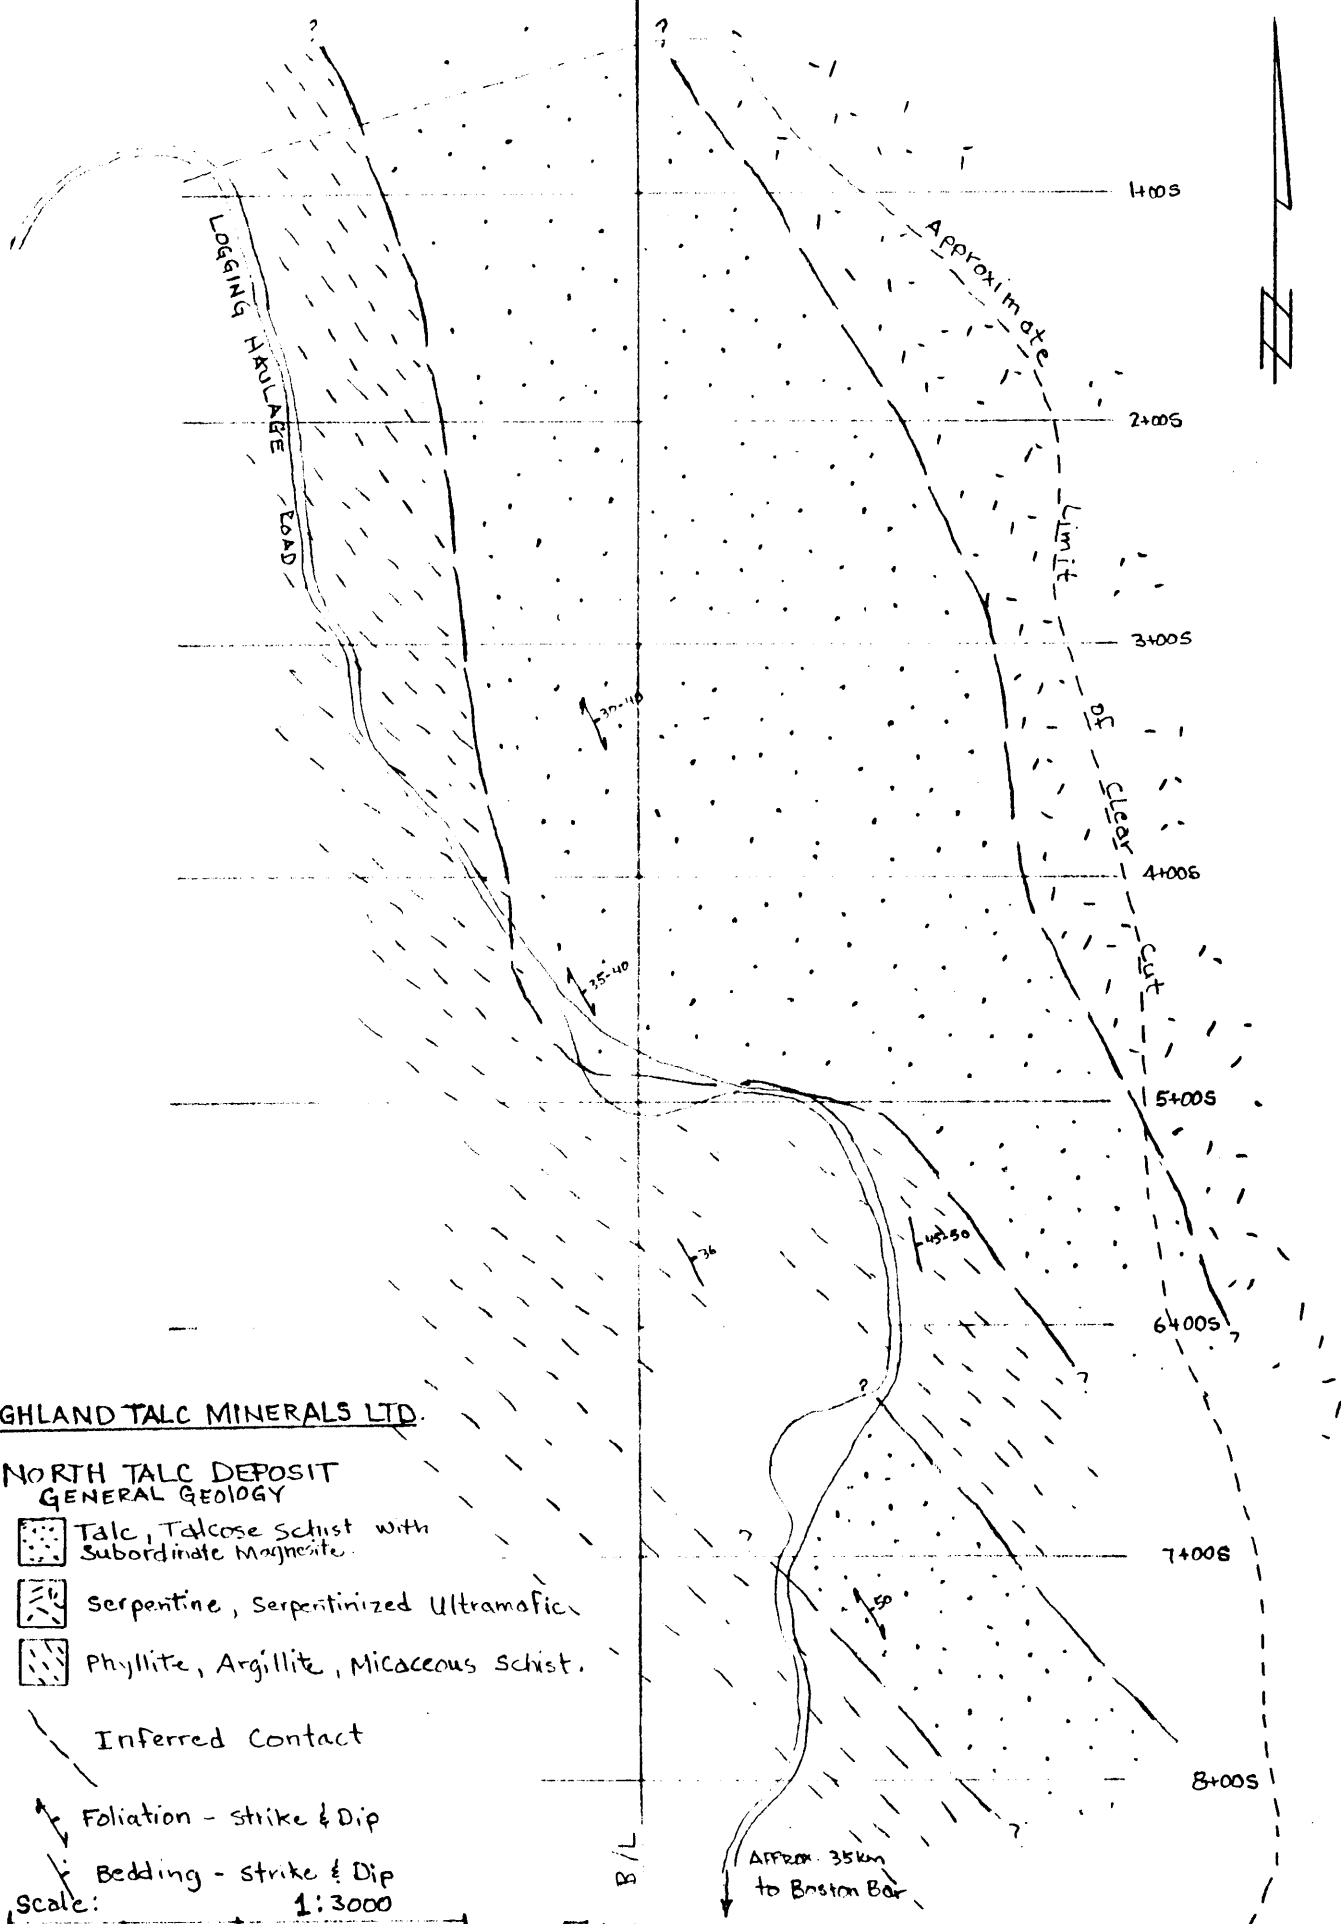 ?
?
1+00S
Approximate
LOGGING HAULAGE ROAD
2+00S
Limit
3+00S
30-40
of
Clear
4+00S
Cut
35-40
5+00S
36
45-50
6+00S
?
?
?
GHLAND TALC MINERALS LTD.
NORTH TALC DEPOSIT
GENERAL GEOLOGY
Talc, Talcose Schist with
Subordinate Magnesite.
?
7+00S
Serpentine, Serpentinized Ultramafic
50
Phyllite, Argillite, Micaceous Schist.
Inferred Contact
8+00S
Foliation - Strike & Dip
?
B/L
APPROX. 35km
to Boston Bar
Bedding - Strike & Dip
Scale: 1:3000